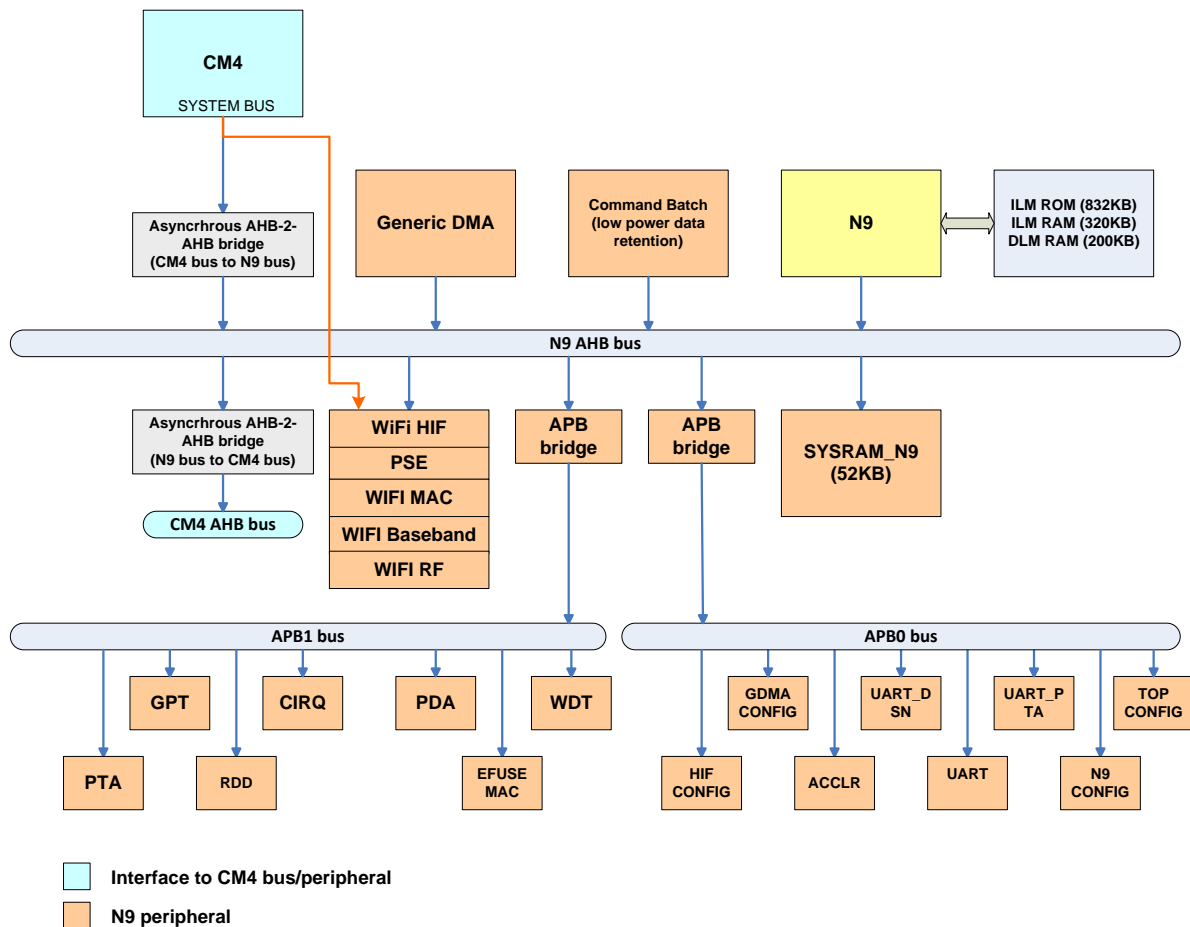 CM4
SYSTEM BUS
Asyncrhrous AHB-2-
AHB bridge
(CM4 bus to N9 bus)
Generic DMA
Command Batch
(low power data
retention)
N9
ILM ROM (832KB)
ILM RAM (320KB)
DLM RAM (200KB)
N9 AHB bus
Asyncrhrous AHB-2-
AHB bridge
(N9 bus to CM4 bus)
CM4 AHB bus
WiFi HIF
PSE
WIFI MAC
WIFI Baseband
WIFI RF
APB
bridge
APB
bridge
SYSRAM_N9
(52KB)
APB1 bus
APB0 bus
GPT
CIRQ
PDA
WDT
GDMA
CONFIG
UART_D
SN
UART_P
TA
TOP
CONFIG
PTA
RDD
EFUSE
MAC
HIF
CONFIG
ACCLR
UART
N9
CONFIG
Interface to CM4 bus/peripheral
N9 peripheral